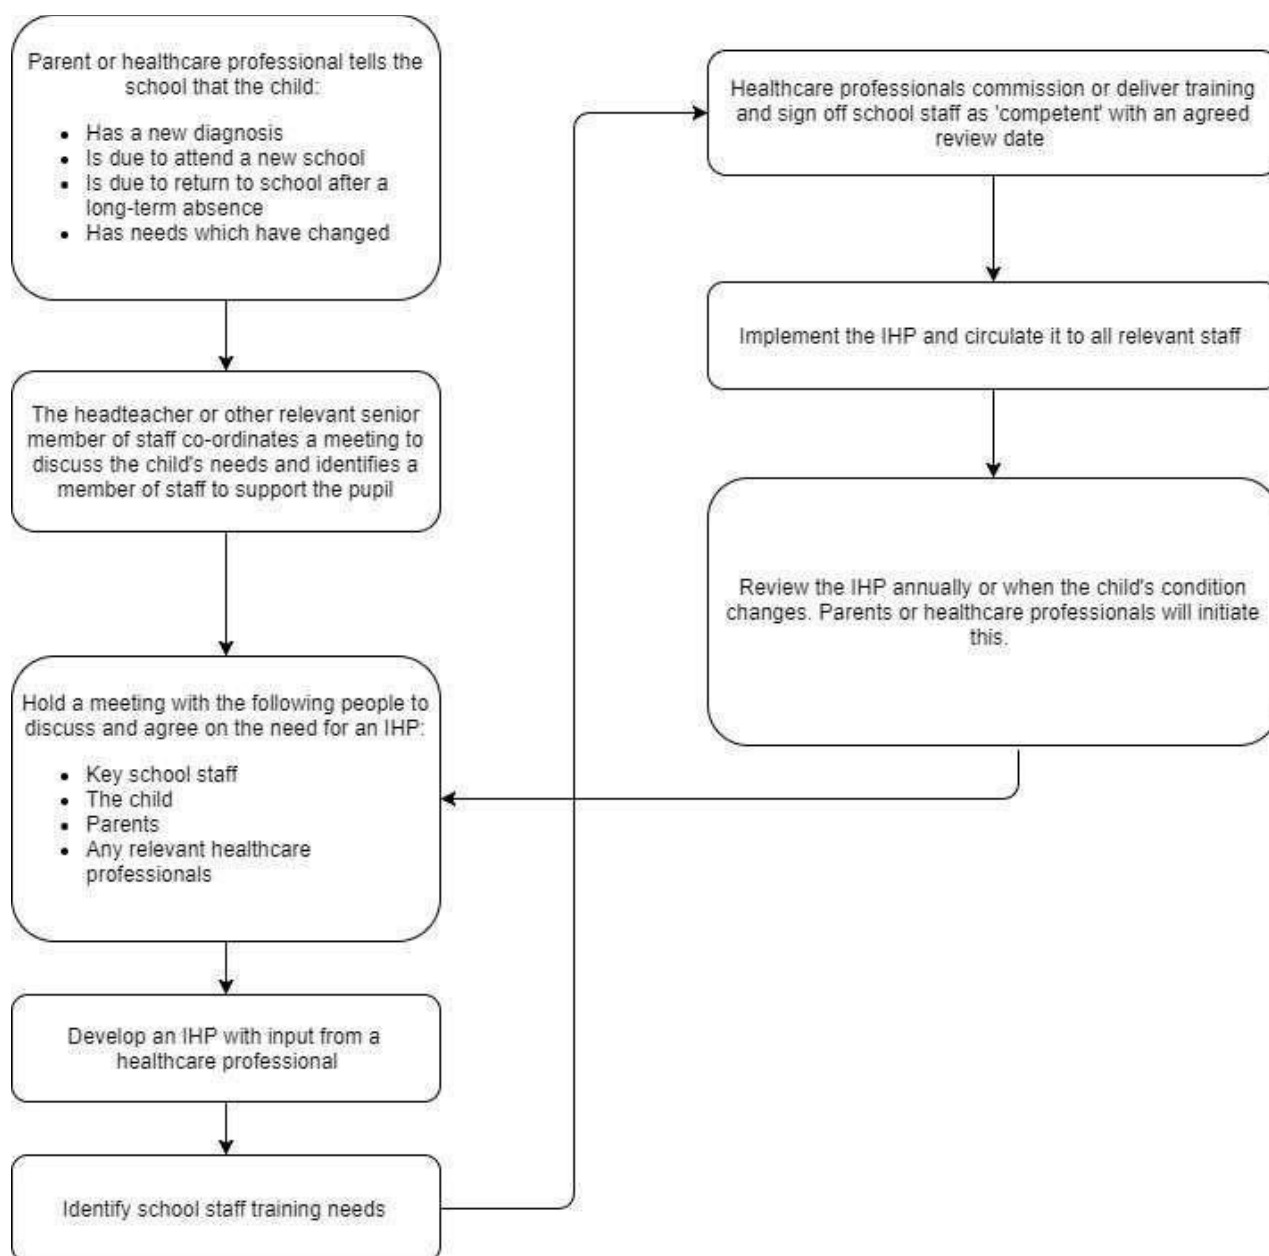 Parent or healthcare professional tells the
school that the child:
• Has a new diagnosis
• Is due to attend a new school
• Is due to return to school after a
long-term absence
• Has needs which have changed
The headteacher or other relevant senior
member of staff co-ordinates a meeting to
discuss the child's needs and identifies a
member of staff to support the pupil
Hold a meeting with the following people to
discuss and agree on the need for an IHP:
• Key school staff
• The child
• Parents
• Any relevant healthcare
professionals
Develop an IHP with input from a
healthcare professional
Identify school staff training needs
Healthcare professionals commission or deliver training
and sign off school staff as 'competent' with an agreed
review date
Implement the IHP and circulate it to all relevant staff
Review the IHP annually or when the child's condition
changes. Parents or healthcare professionals will initiate
this.